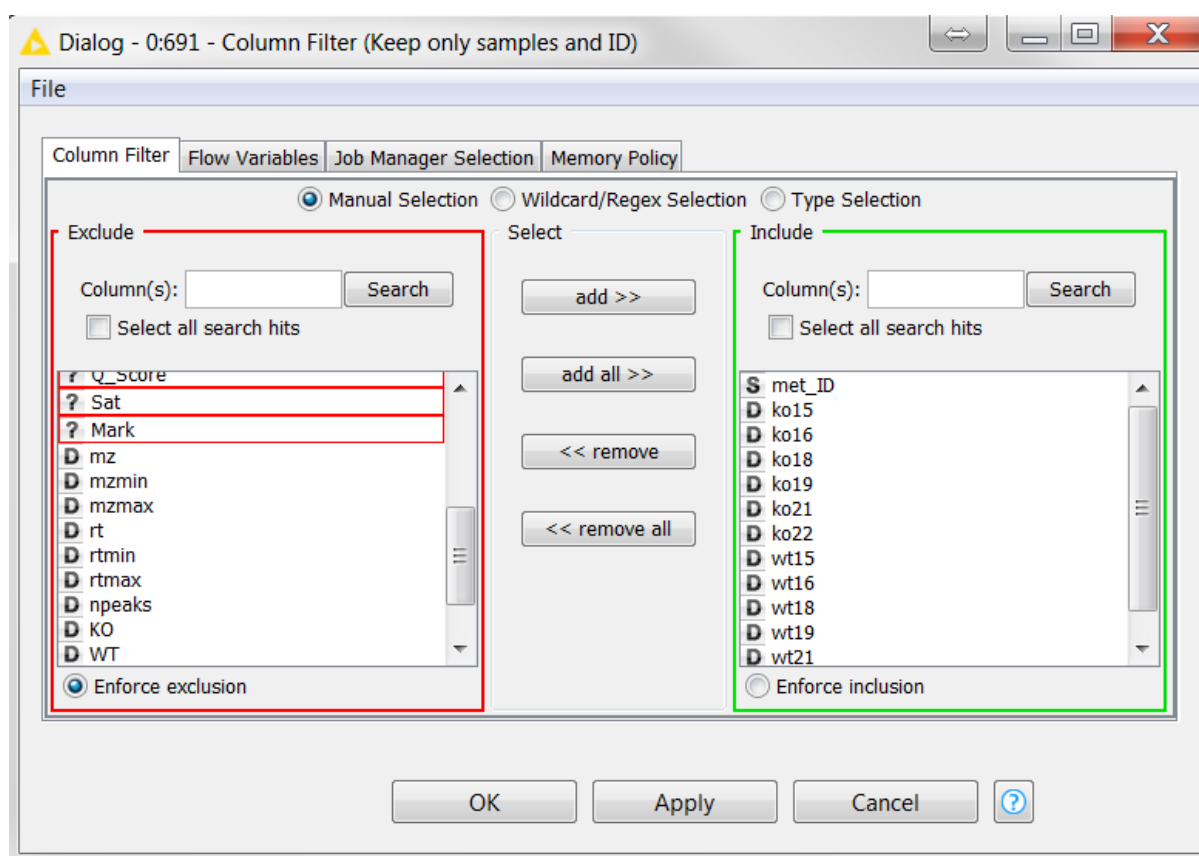 Dialog - 0:691 - Column Filter (Keep only samples and ID)
File
Column Filter Flow Variables Job Manager Selection Memory Policy
Manual Selection Wildcard/Regex Selection Type Selection
Exclude
Column(s): Search
Select all search hits
? Q_Score
? Sat
? Mark
D mz
D mzmin
D mzmax
D rt
D rtmin
D rtmax
D npeaks
D KO
D WT
Enforce exclusion
Select
add >>
add all >>
<< remove
<< remove all
Include
Column(s): Search
Select all search hits
S met_ID
D ko15
D ko16
D ko18
D ko19
D ko21
D ko22
D wt15
D wt16
D wt18
D wt19
D wt21
Enforce inclusion
OK Apply Cancel ?